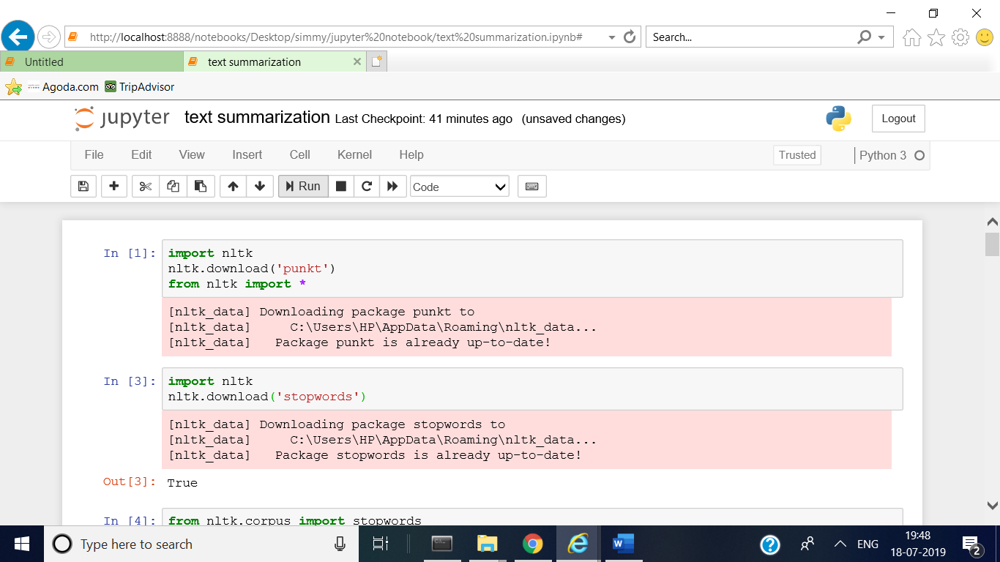 http://localhost:8888/notebooks/Desktop/simmy/jupyter%20notebook/text%20summarization.ipynb#
Search...
Untitled
text summarization
Agoda.com
TripAdvisor
jupyter
text summarization Last Checkpoint: 41 minutes ago (unsaved changes)
Logout
File Edit View Insert Cell Kernel Help
Trusted
Python 3
Run
Code
In [1]:
import nltk
nltk.download('punkt')
from nltk import *
[nltk_data] Downloading package punkt to
[nltk_data]     C:\Users\HP\AppData\Roaming\nltk_data...
[nltk_data]   Package punkt is already up-to-date!
In [3]:
import nltk
nltk.download('stopwords')
[nltk_data] Downloading package stopwords to
[nltk_data]     C:\Users\HP\AppData\Roaming\nltk_data...
[nltk_data]   Package stopwords is already up-to-date!
Out[3]: True
In [4]:
from nltk.corpus import stopwords
Type here to search
ENG
19:48
18-07-2019
2